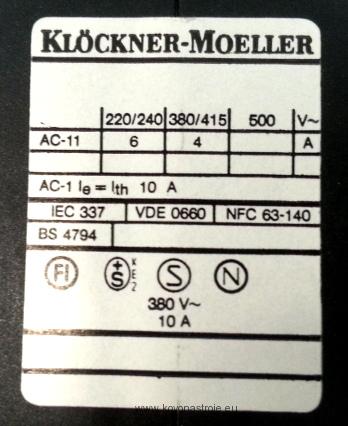 KLÖCKNER-MOELLER
220/240 380/415 500 V~
AC-11 6 4 A
AC-1 Ie = Ith 10 A
IEC 337 VDE 0660 NFC 63-140
BS 4794
FI +S KE2 S N
380 V~
10 A
www.kovopastroje.eu